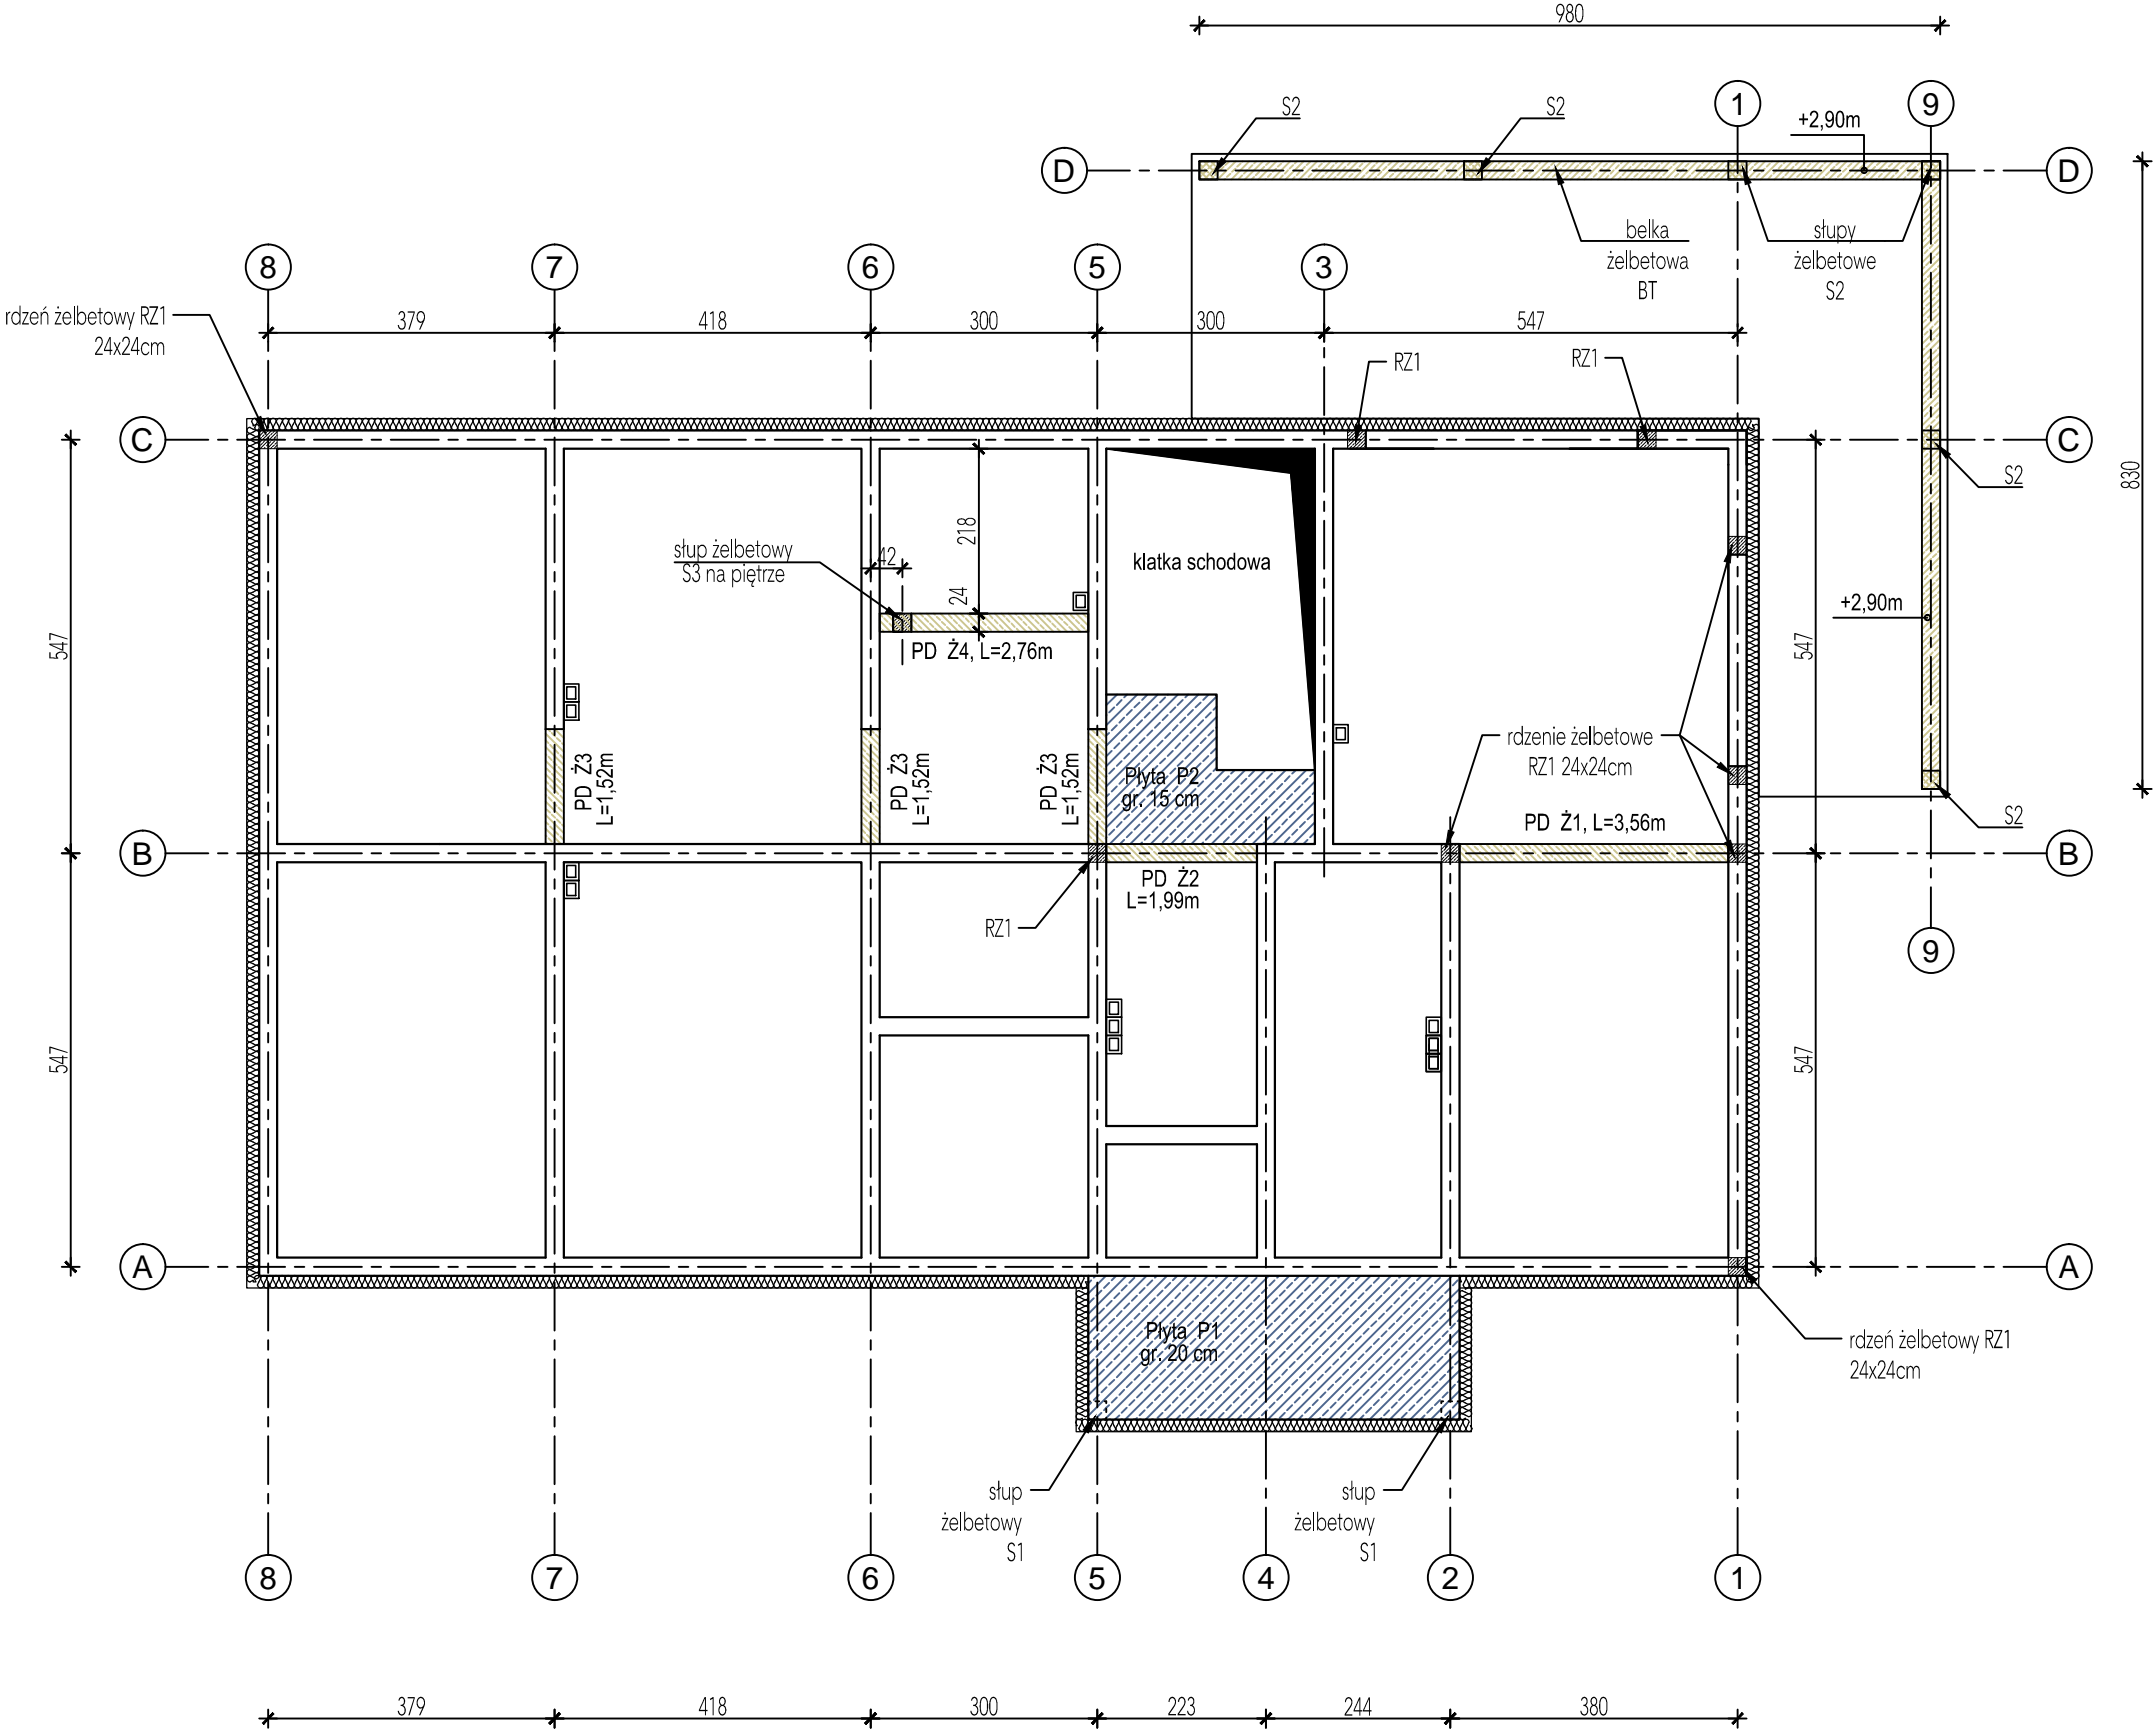 980
S2
S2
1
9
+2,90m
D
D
belka
żelbetowa
BT
słupy
żelbetowe
S2
8
7
6
5
3
rdzeń żelbetowy RZ1
24x24cm
379
418
300
300
547
RZ1
RZ1
C
C
S2
830
słup żelbetowy
S3 na piętrze
42
218
24
klatka schodowa
PD Ż4, L=2,76m
+2,90m
547
547
rdzenie żelbetowe
RZ1 24x24cm
PD Ż3
L=1,52m
PD Ż3
L=1,52m
PD Ż3
L=1,52m
Płyta P2
gr. 15 cm
PD Ż1, L=3,56m
S2
B
B
PD Ż2
L=1,99m
RZ1
9
547
547
A
A
Płyta P1
gr. 20 cm
rdzeń żelbetowy RZ1
24x24cm
słup
żelbetowy
S1
słup
żelbetowy
S1
8
7
6
5
4
2
1
379
418
300
223
244
380